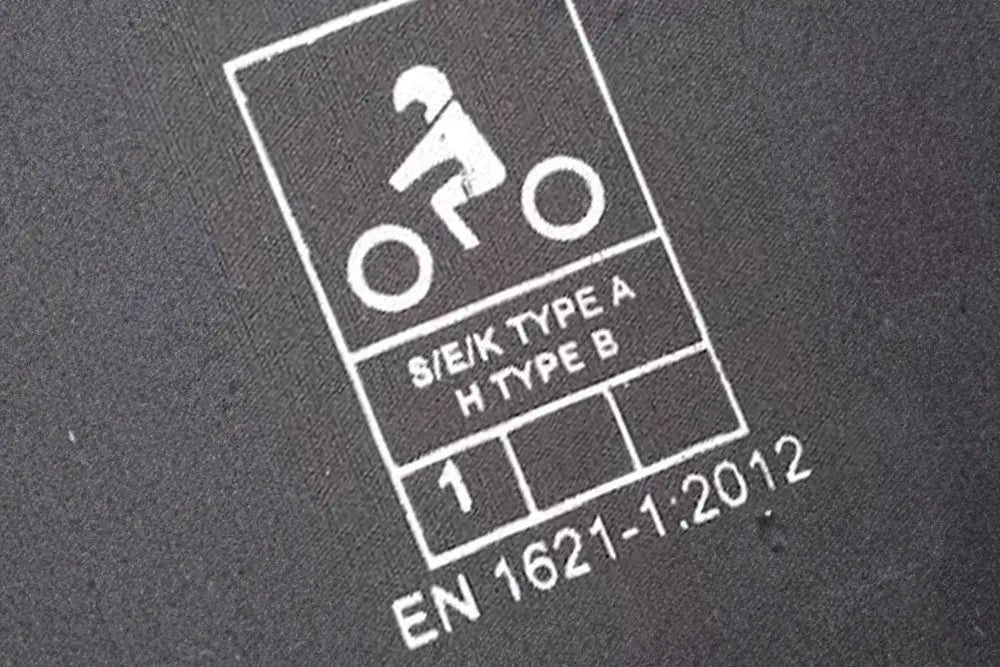 S/E/K TYPE A
H TYPE B
1
EN 1621-1:2012